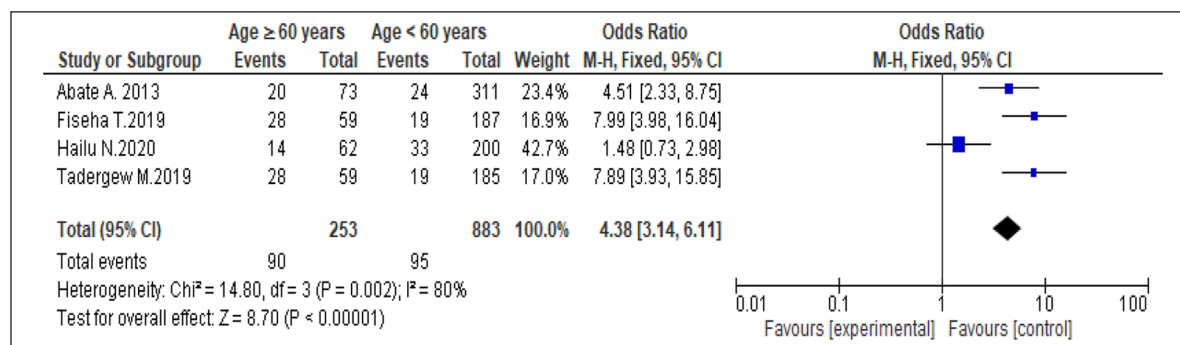 Age ≥ 60 years Age < 60 years Odds Ratio Odds Ratio
Study or Subgroup Events Total Events Total Weight M-H, Fixed, 95% CI M-H, Fixed, 95% CI
Abate A. 2013 20 73 24 311 23.4% 4.51 [2.33, 8.75]
Fiseha T.2019 28 59 19 187 16.9% 7.99 [3.98, 16.04]
Hailu N.2020 14 62 33 200 42.7% 1.48 [0.73, 2.98]
Tadergew M.2019 28 59 19 185 17.0% 7.89 [3.93, 15.85]
Total (95% CI) 253 883 100.0% 4.38 [3.14, 6.11]
Total events 90 95
Heterogeneity: Chi² = 14.80, df = 3 (P = 0.002); I² = 80%
Test for overall effect: Z = 8.70 (P < 0.00001)
0.01 0.1 1 10 100
Favours [experimental] Favours [control]